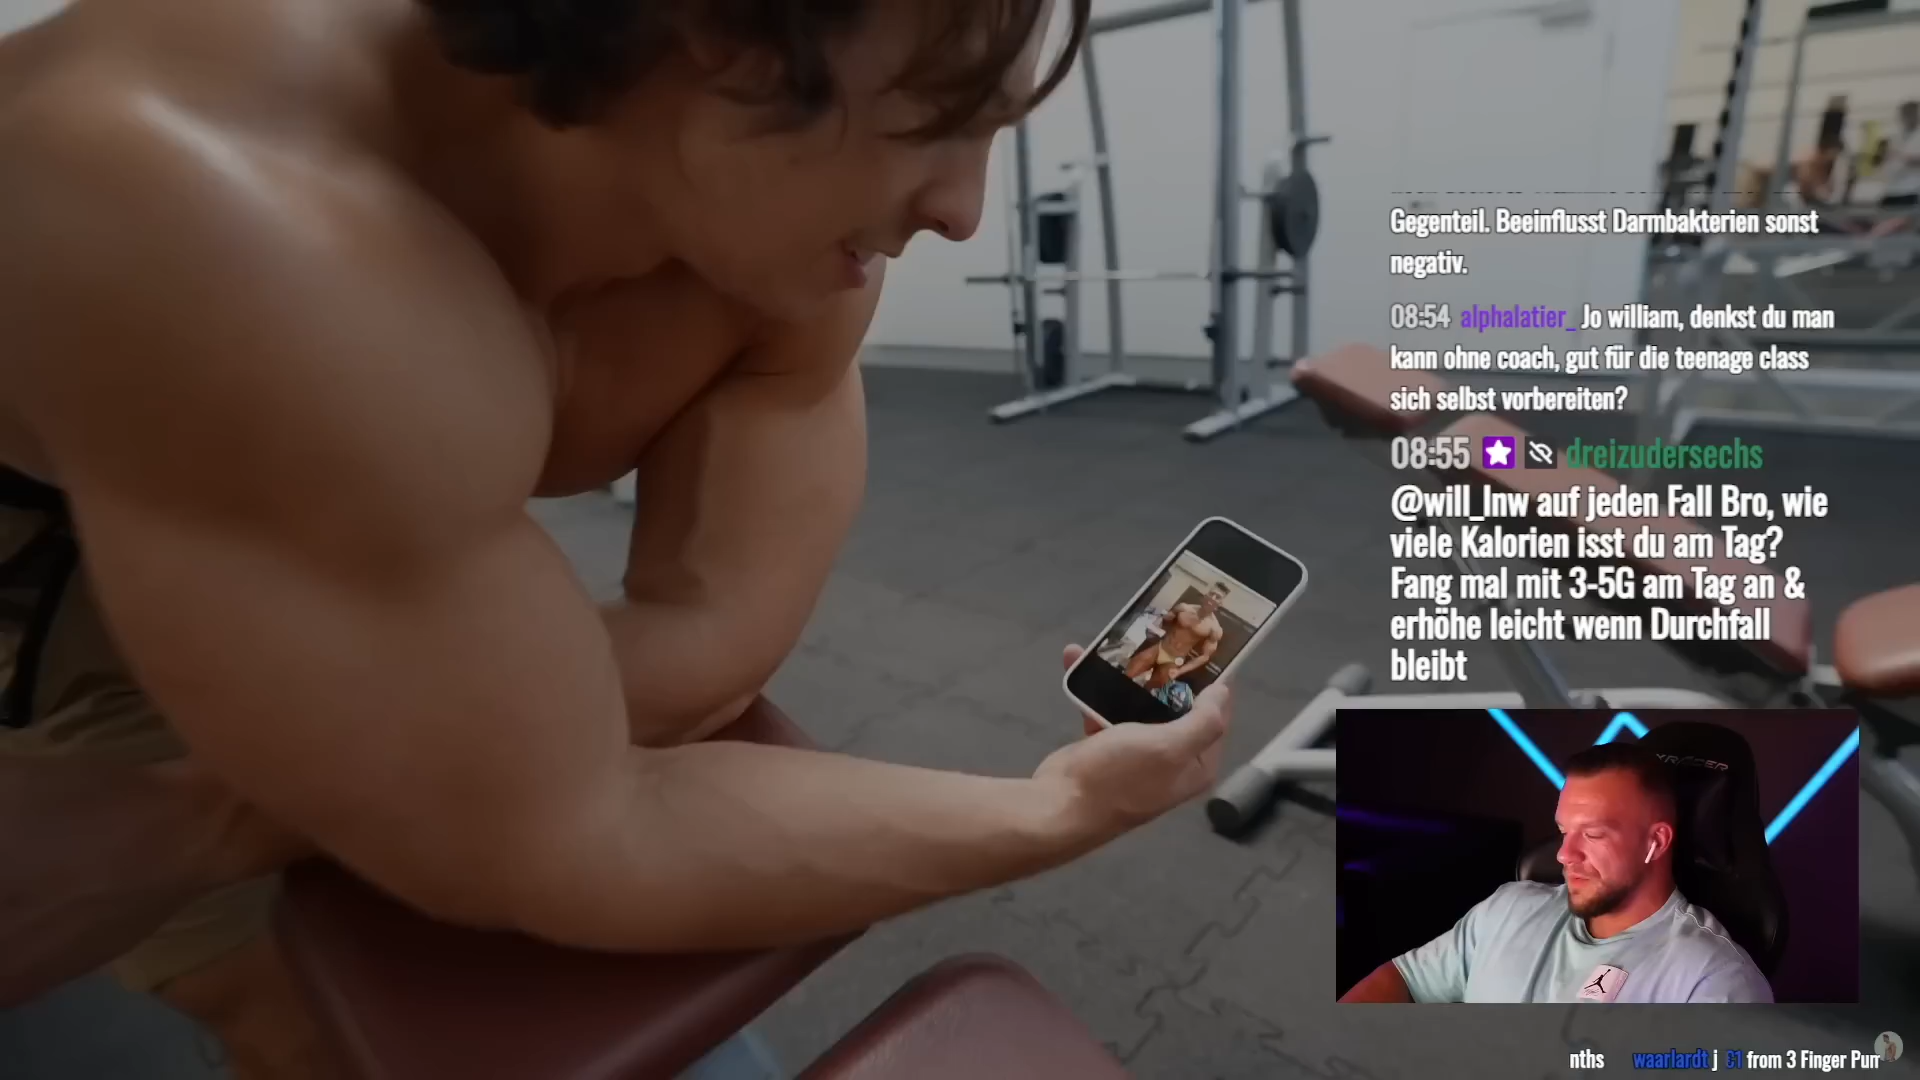 Gegenteil. Beeinflusst Darmbakterien sonst
negativ.
08:54 alphalatier_ Jo william, denkst du man
kann ohne coach, gut für die teenage class
sich selbst vorbereiten?
08:55 dreizudersechs
@will_lnw auf jeden Fall Bro, wie
viele Kalorien isst du am Tag?
Fang mal mit 3-5G am Tag an &
erhöhe leicht wenn Durchfall
bleibt
nths waarlardt j from 3 Finger